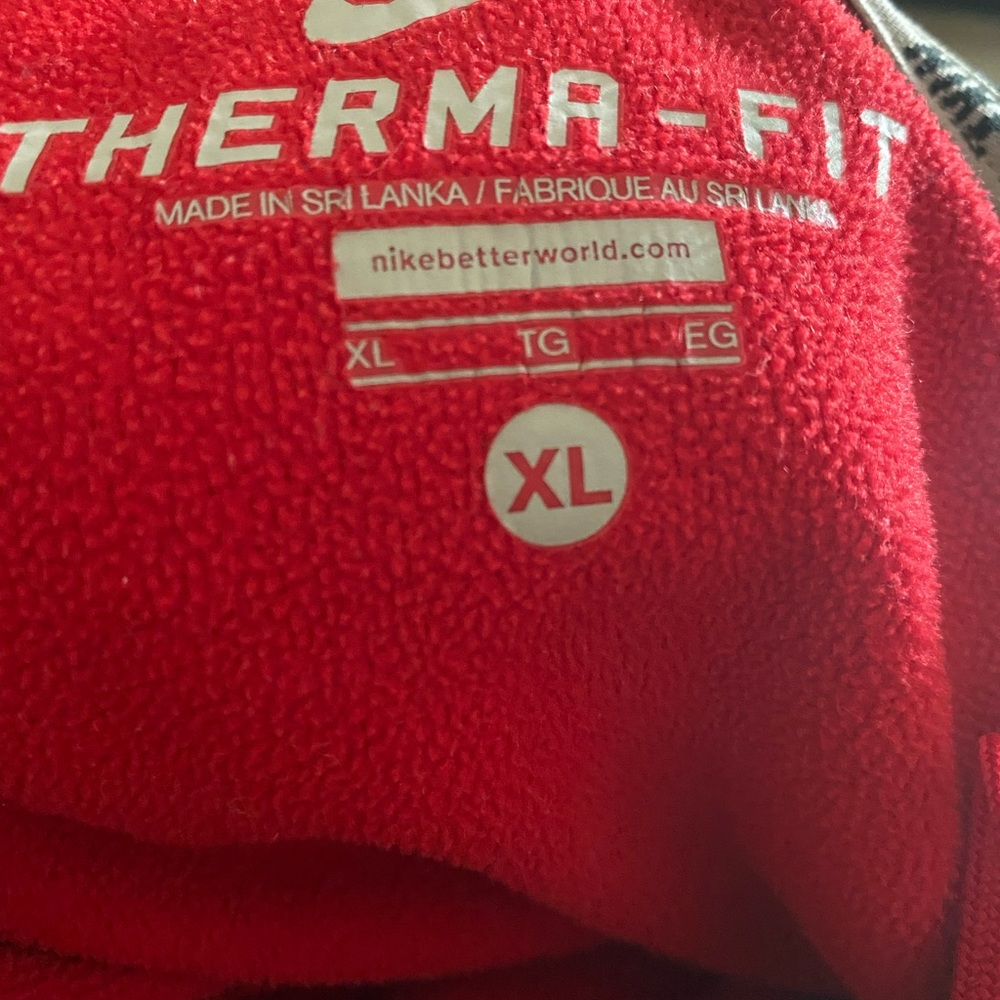 THERMA-FIT
MADE IN SRI LANKA / FABRIQUE AU SRI LANKA
nikebetterworld.com
XL TG EG
XL